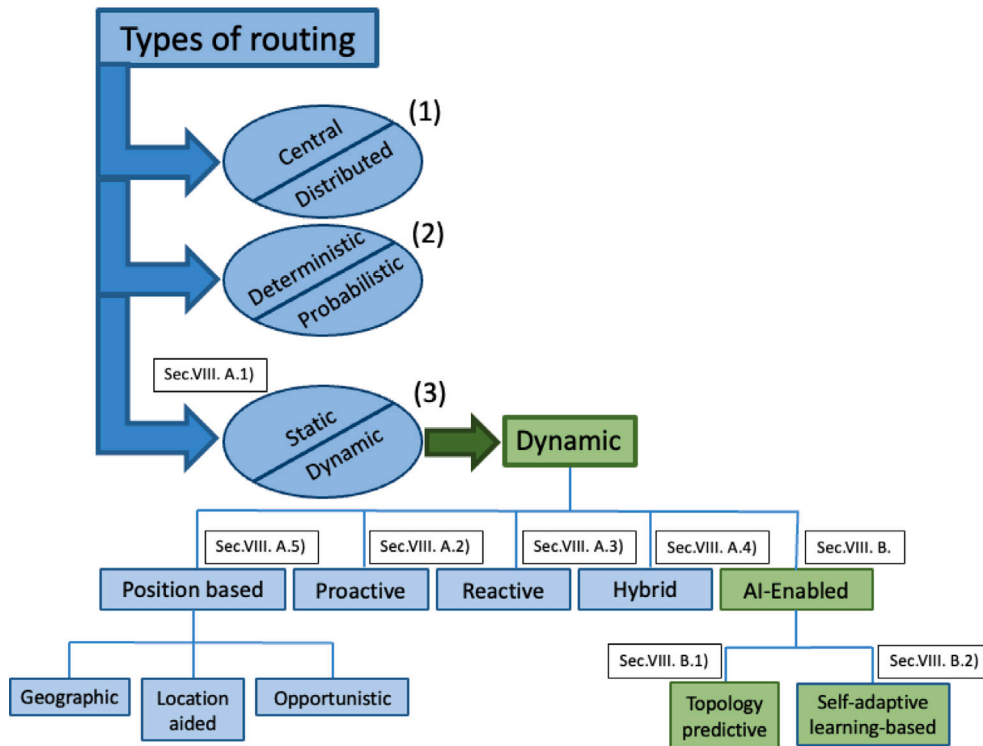 Types of routing
(1)
Central
Distributed
(2)
Deterministic
Probabilistic
Sec.VIII. A.1)
(3)
Static
Dynamic
Dynamic
Sec.VIII. A.5)
Sec.VIII. A.2)
Sec.VIII. A.3)
Sec.VIII. A.4)
Sec.VIII. B.
Position based
Proactive
Reactive
Hybrid
AI-Enabled
Sec.VIII. B.1)
Sec.VIII. B.2)
Geographic
Location
aided
Opportunistic
Topology
predictive
Self-adaptive
learning-based